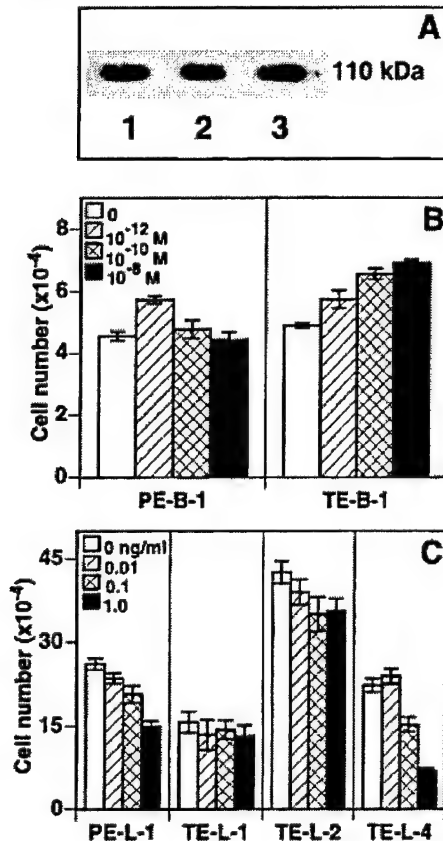 A
110 kDa
1 2 3
B
Cell number (x10⁻⁴)
8
6
4
2
0
0
10⁻¹² M
10⁻¹⁰ M
10⁻⁸ M
PE-B-1 TE-B-1
C
Cell number (x10⁻⁴)
45
30
15
0
0 ng/ml
0.01
0.1
1.0
PE-L-1 TE-L-1 TE-L-2 TE-L-4